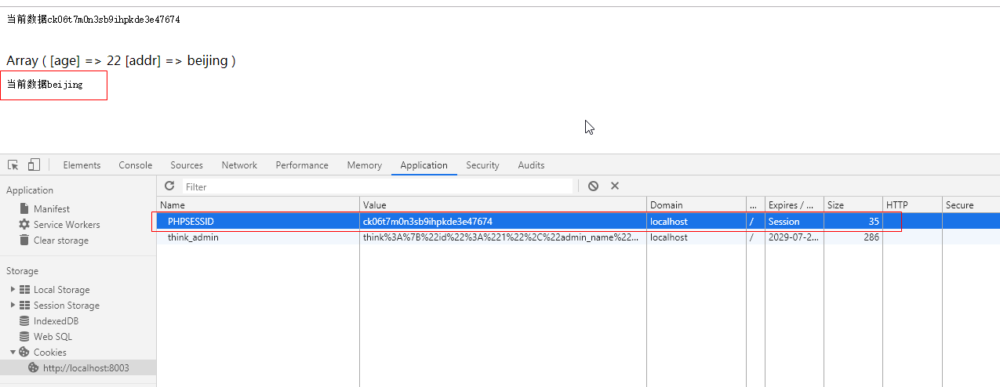 当前数据ck06t7m0n3sb9ihpkde3e47674
Array ( [age] => 22 [addr] => beijing )
当前数据beijing
Elements Console Sources Network Performance Memory Application Security Audits
Application
Manifest
Service Workers
Clear storage
Storage
Local Storage
Session Storage
IndexedDB
Web SQL
Cookies
http://localhost:8003
Filter
Name Value Domain ... Expires / ... Size HTTP Secure
PHPSESSID ck06t7m0n3sb9ihpkde3e47674 localhost / Session 35
think_admin think%3A%7B%22id%22%3A%221%22%2C%22admin_name%22... localhost / 2029-07-2... 286